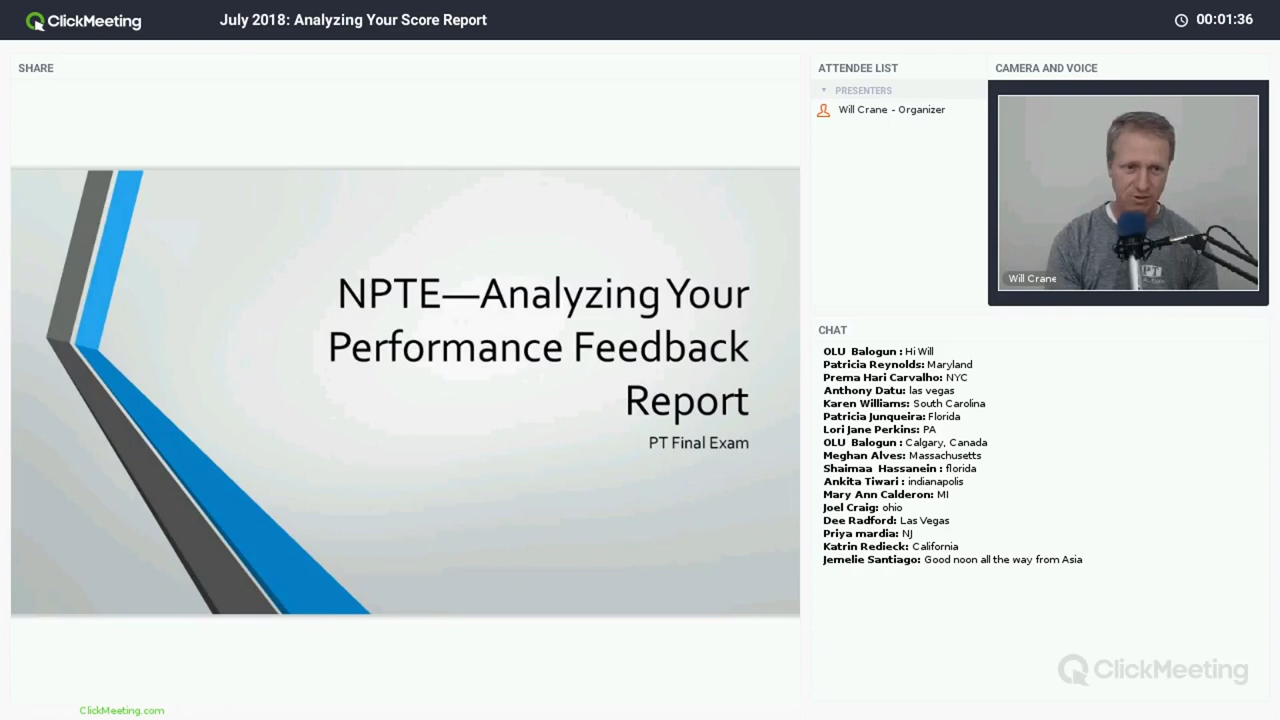 ClickMeeting
July 2018: Analyzing Your Score Report
00:01:36
SHARE
NPTE—Analyzing Your
Performance Feedback
Report
PT Final Exam
ClickMeeting.com
ATTENDEE LIST
PRESENTERS
Will Crane - Organizer
CAMERA AND VOICE
PT
Will Crane
CHAT
OLU Balogun : Hi Will
Patricia Reynolds: Maryland
Prema Hari Carvalho: NYC
Anthony Datu: las vegas
Karen Williams: South Carolina
Patricia Junqueira: Florida
Lori Jane Perkins: PA
OLU Balogun : Calgary, Canada
Meghan Alves: Massachusetts
Shaimaa Hassanein : florida
Ankita Tiwari : indianapolis
Mary Ann Calderon: MI
Joel Craig: ohio
Dee Radford: Las Vegas
Priya mardia: NJ
Katrin Redieck: California
Jemelie Santiago: Good noon all the way from Asia
ClickMeeting